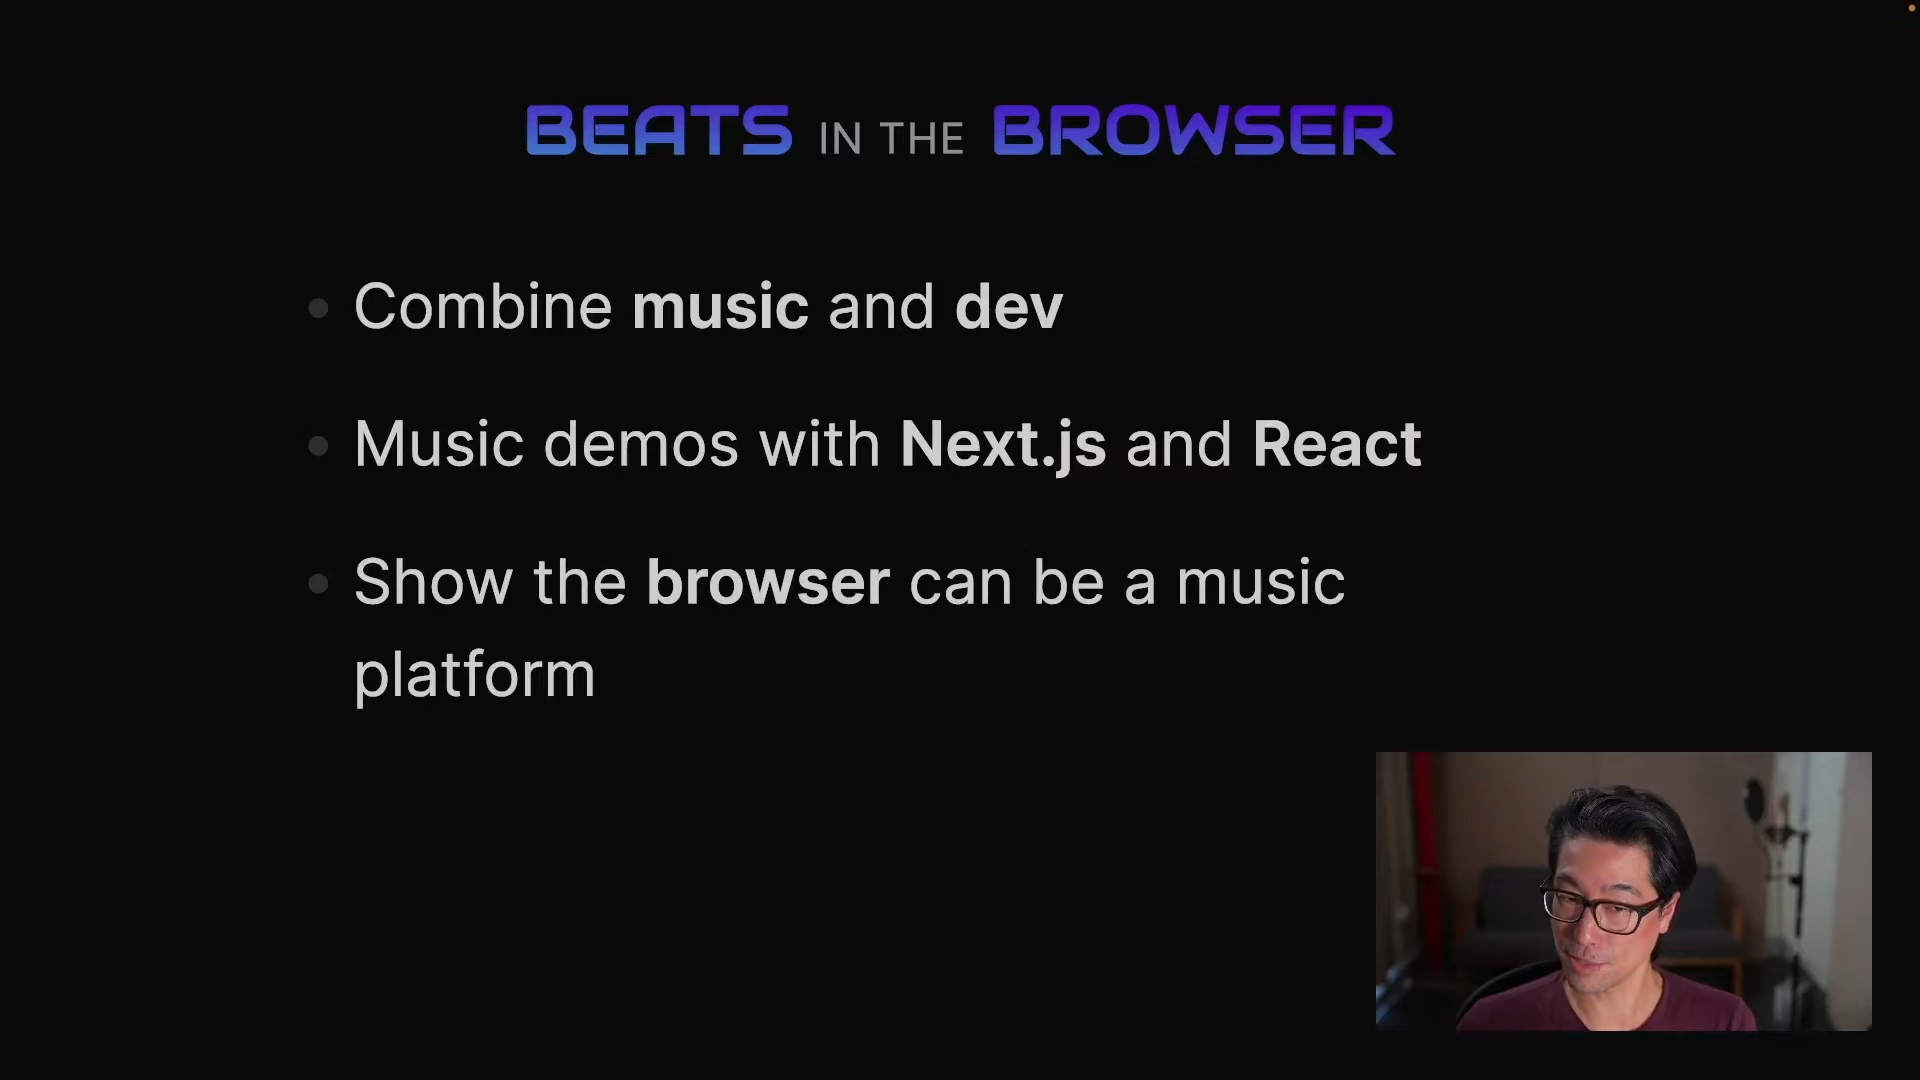 BEATS IN THE BROWSER
Combine music and dev
Music demos with Next.js and React
Show the browser can be a music
platform